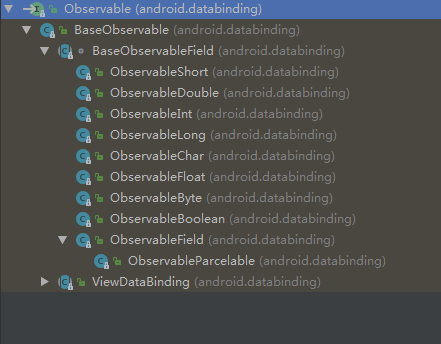 Observable (android.databinding)
BaseObservable (android.databinding)
BaseObservableField (android.databinding)
ObservableShort (android.databinding)
ObservableDouble (android.databinding)
ObservableInt (android.databinding)
ObservableLong (android.databinding)
ObservableChar (android.databinding)
ObservableFloat (android.databinding)
ObservableByte (android.databinding)
ObservableBoolean (android.databinding)
ObservableField (android.databinding)
ObservableParcelable (android.databinding)
ViewDataBinding (android.databinding)